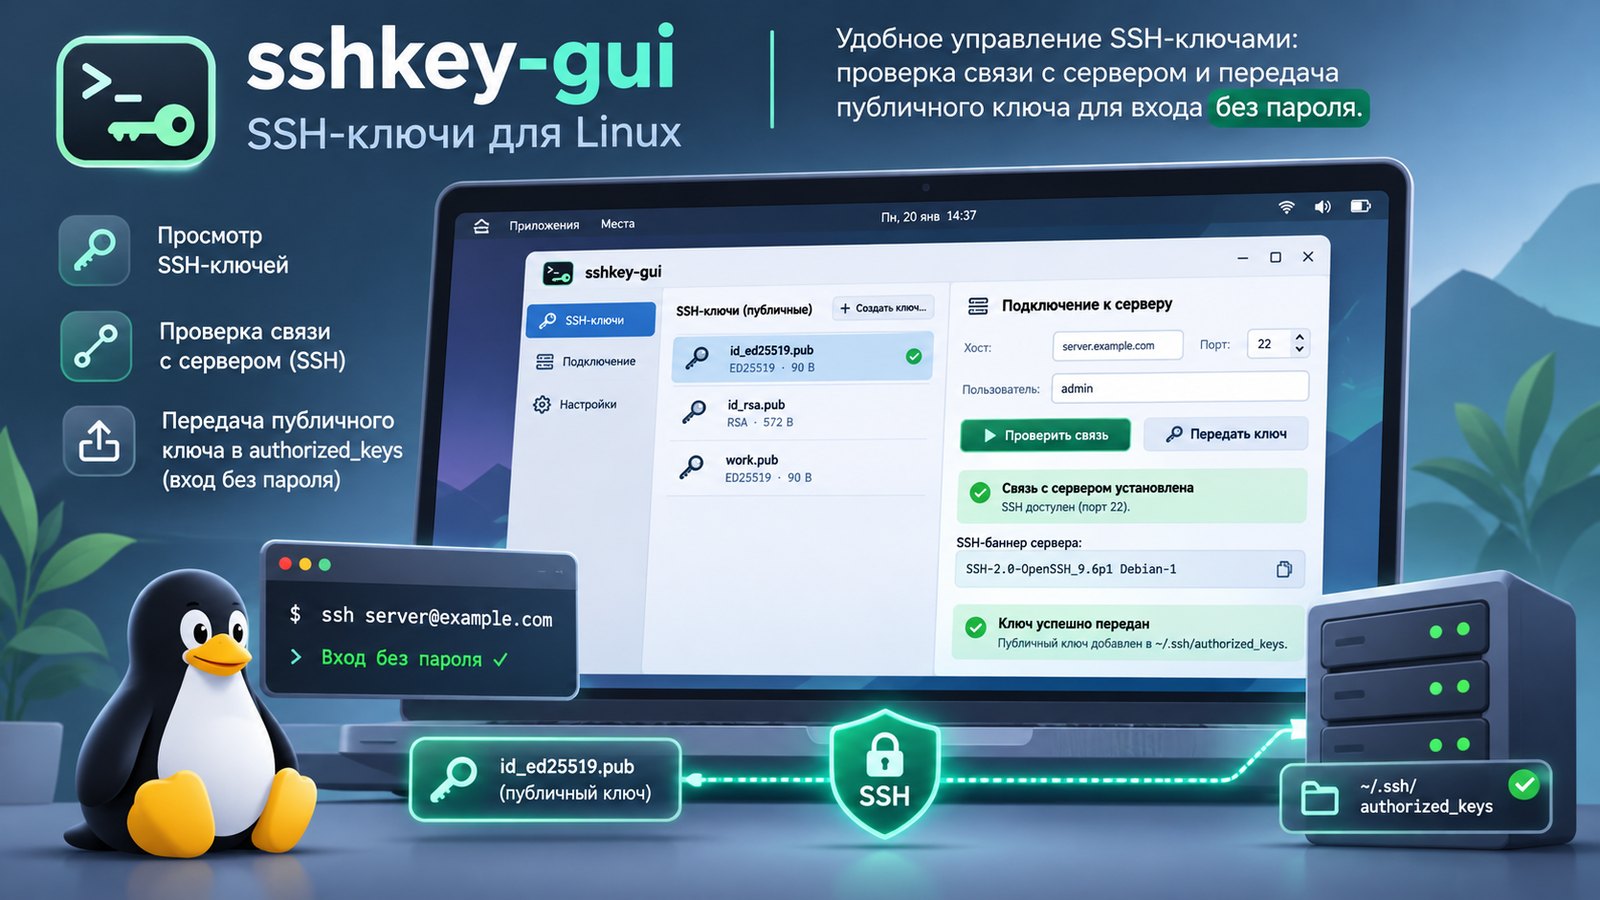 sshkey-gui
SSH-ключи для Linux
Удобное управление SSH-ключами:
проверка связи с сервером и передача
публичного ключа для входа без пароля.
Просмотр
SSH-ключей
Проверка связи
с сервером (SSH)
Передача публичного
ключа в authorized_keys
(вход без пароля)
Приложения Места
Пн, 20 янв 14:37
>_ sshkey-gui
SSH-ключи
Подключение
Настройки
SSH-ключи (публичные)
+ Создать ключ...
id_ed25519.pub
ED25519 · 90 B
id_rsa.pub
RSA · 572 B
work.pub
ED25519 · 90 B
Подключение к серверу
Хост: server.example.com Порт: 22
Пользователь: admin
Проверить связь Передать ключ
Связь с сервером установлена
SSH доступен (порт 22).
SSH-баннер сервера:
SSH-2.0-OpenSSH_9.6p1 Debian-1
Ключ успешно передан
Публичный ключ добавлен в ~/.ssh/authorized_keys.
$ ssh server@example.com
> Вход без пароля ✓
id_ed25519.pub
(публичный ключ)
SSH
~/.ssh/
authorized_keys